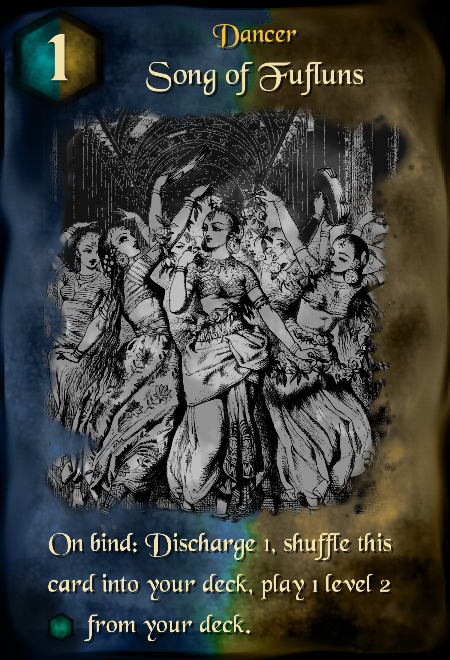 1
Dancer
Song of Fufluns
On bind: Discharge 1, shuffle this
card into your deck, play 1 level 2
from your deck.